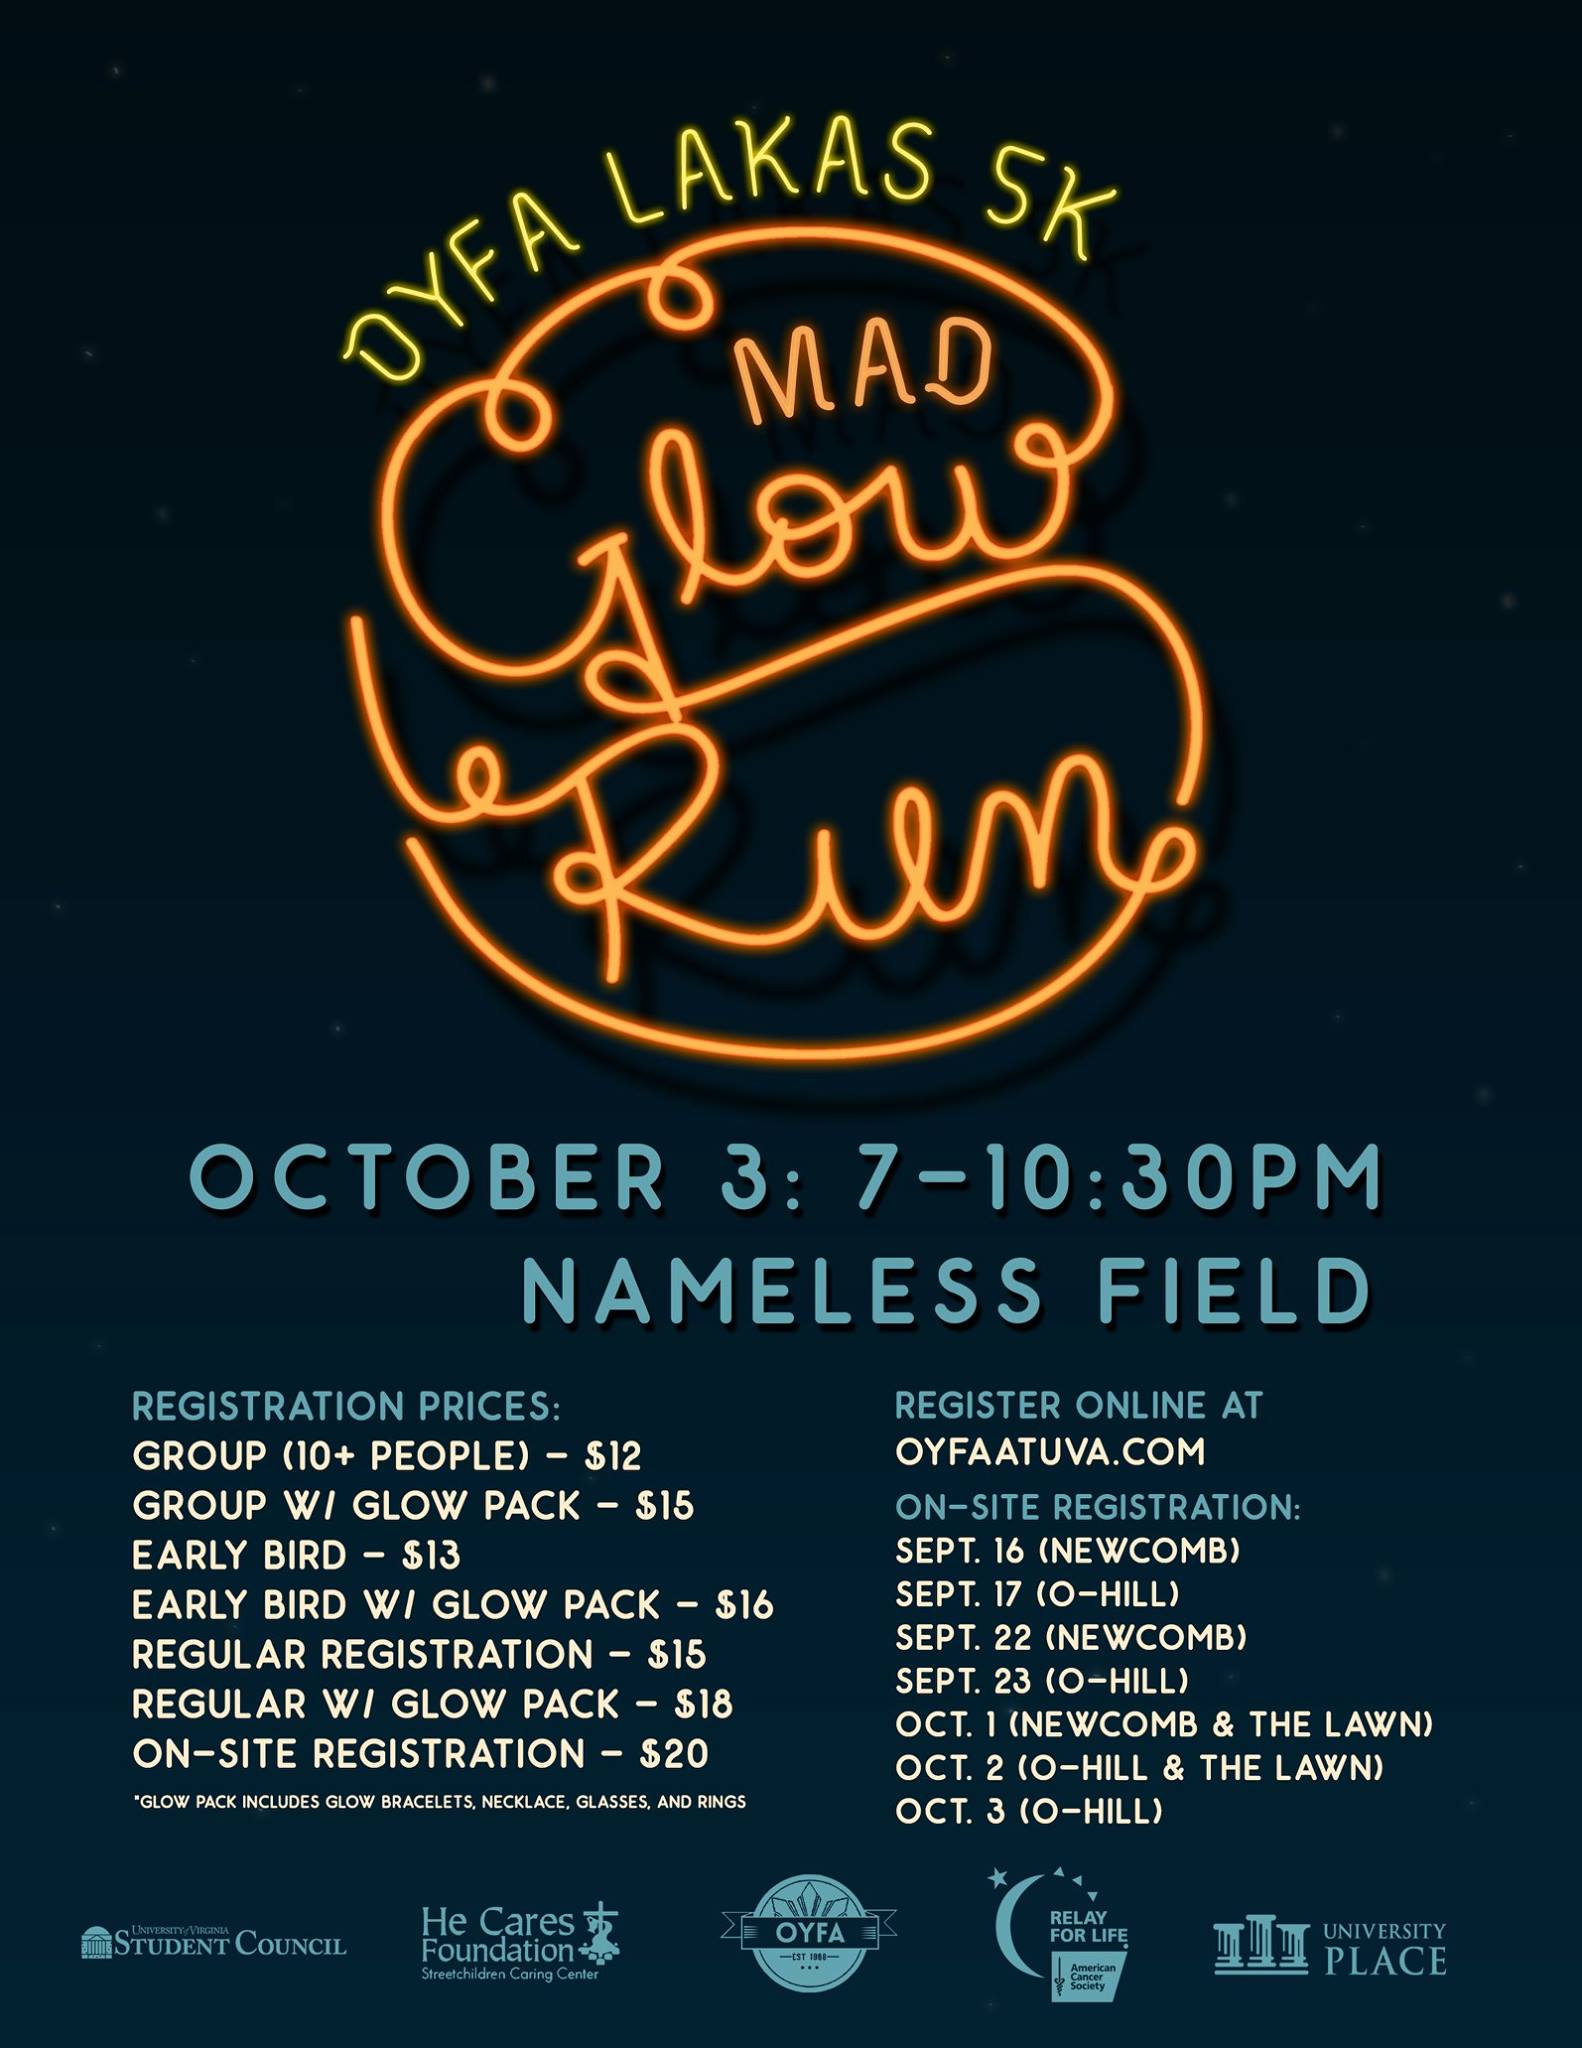 OYFA LAKAS 5K
MAD
Glow
Run
OCTOBER 3: 7-10:30PM
NAMELESS FIELD
REGISTRATION PRICES:
GROUP (10+ PEOPLE) - $12
GROUP W/ GLOW PACK - $15
EARLY BIRD - $13
EARLY BIRD W/ GLOW PACK - $16
REGULAR REGISTRATION - $15
REGULAR W/ GLOW PACK - $18
ON-SITE REGISTRATION - $20
*GLOW PACK INCLUDES GLOW BRACELETS, NECKLACE, GLASSES, AND RINGS
REGISTER ONLINE AT
OYFAATUVA.COM
ON-SITE REGISTRATION:
SEPT. 16 (NEWCOMB)
SEPT. 17 (O-HILL)
SEPT. 22 (NEWCOMB)
SEPT. 23 (O-HILL)
OCT. 1 (NEWCOMB & THE LAWN)
OCT. 2 (O-HILL & THE LAWN)
OCT. 3 (O-HILL)
UNIVERSITY of VIRGINIA
STUDENT COUNCIL
He Cares
Foundation
Streetchildren Caring Center
OYFA
EST 1986
RELAY
FOR LIFE
American
Cancer
Society
UNIVERSITY
PLACE